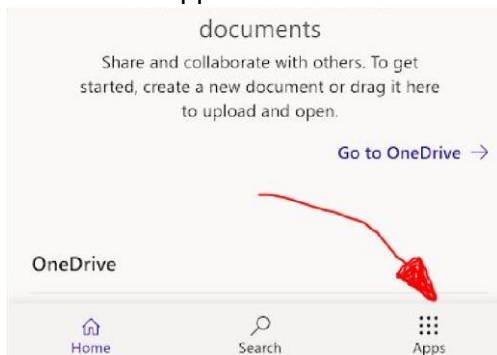 documents
Share and collaborate with others. To get
started, create a new document or drag it here
to upload and open.
Go to OneDrive →
OneDrive
Home Search Apps